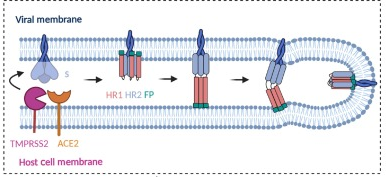 Viral membrane
S
HR1 HR2 FP
TMPRSS2 ACE2
Host cell membrane